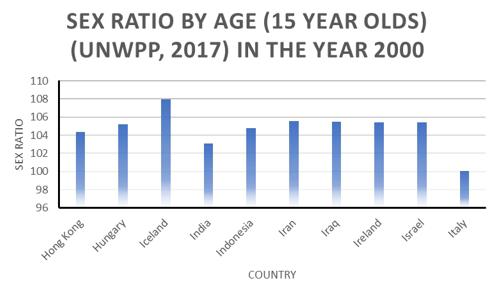 SEX RATIO BY AGE (15 YEAR OLDS)
(UNWPP, 2017) IN THE YEAR 2000
110
108
106
104
102
100
98
96
SEX RATIO
Hong Kong
Hungary
Iceland
India
Indonesia
Iran
Iraq
Ireland
Israel
Italy
COUNTRY